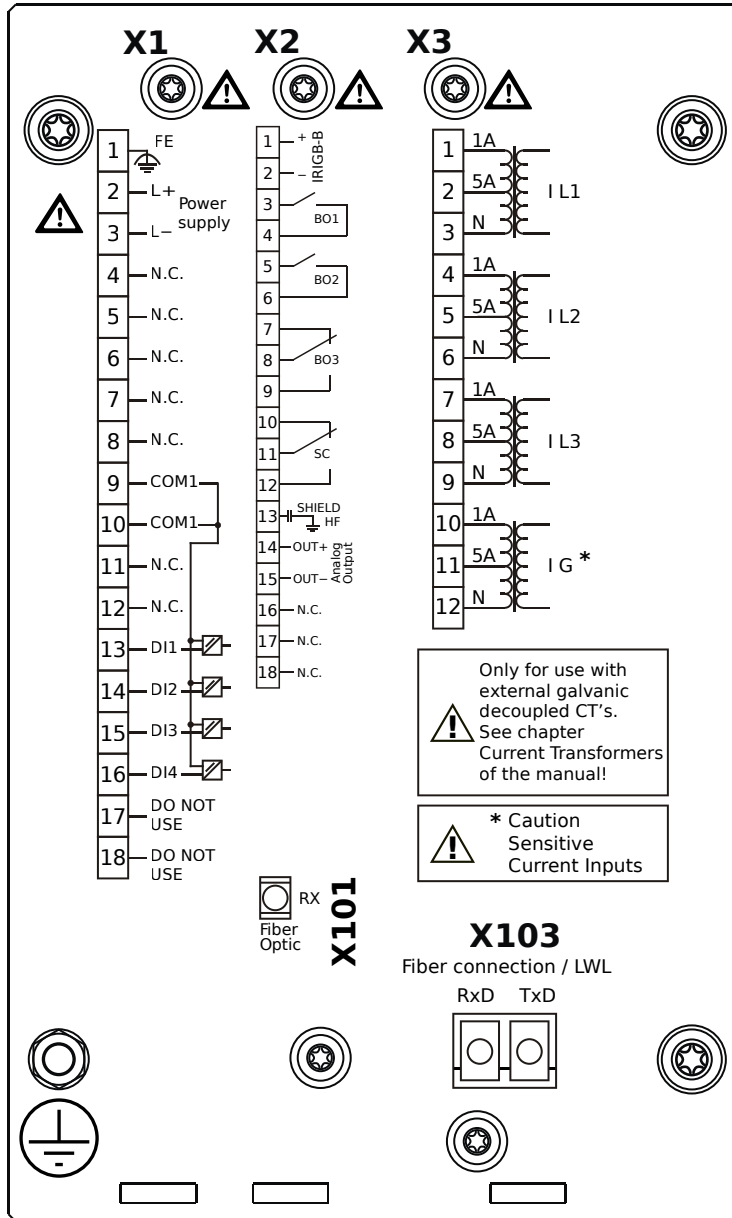 X1
X2
X3
1 FE
2 L+ Power
3 L− supply
4 N.C.
5 N.C.
6 N.C.
7 N.C.
8 N.C.
9 COM1
10 COM1
11 N.C.
12 N.C.
13 DI1
14 DI2
15 DI3
16 DI4
17 DO NOT
USE
18 DO NOT
USE
1 +
2 −
IRIGB-B
3
4
BO1
5
6
BO2
7
8 BO3
9
10
11 SC
12
13 SHIELD
HF
14 OUT+
15 OUT−
Analog
Output
16 N.C.
17 N.C.
18 N.C.
1 1A
2 5A I L1
3 N
4 1A
5 5A I L2
6 N
7 1A
8 5A I L3
9 N
10 1A
11 5A I G *
12 N
Only for use with
external galvanic
decoupled CT's.
See chapter
Current Transformers
of the manual!
* Caution
Sensitive
Current Inputs
RX
Fiber
Optic
X101
X103
Fiber connection / LWL
RxD TxD